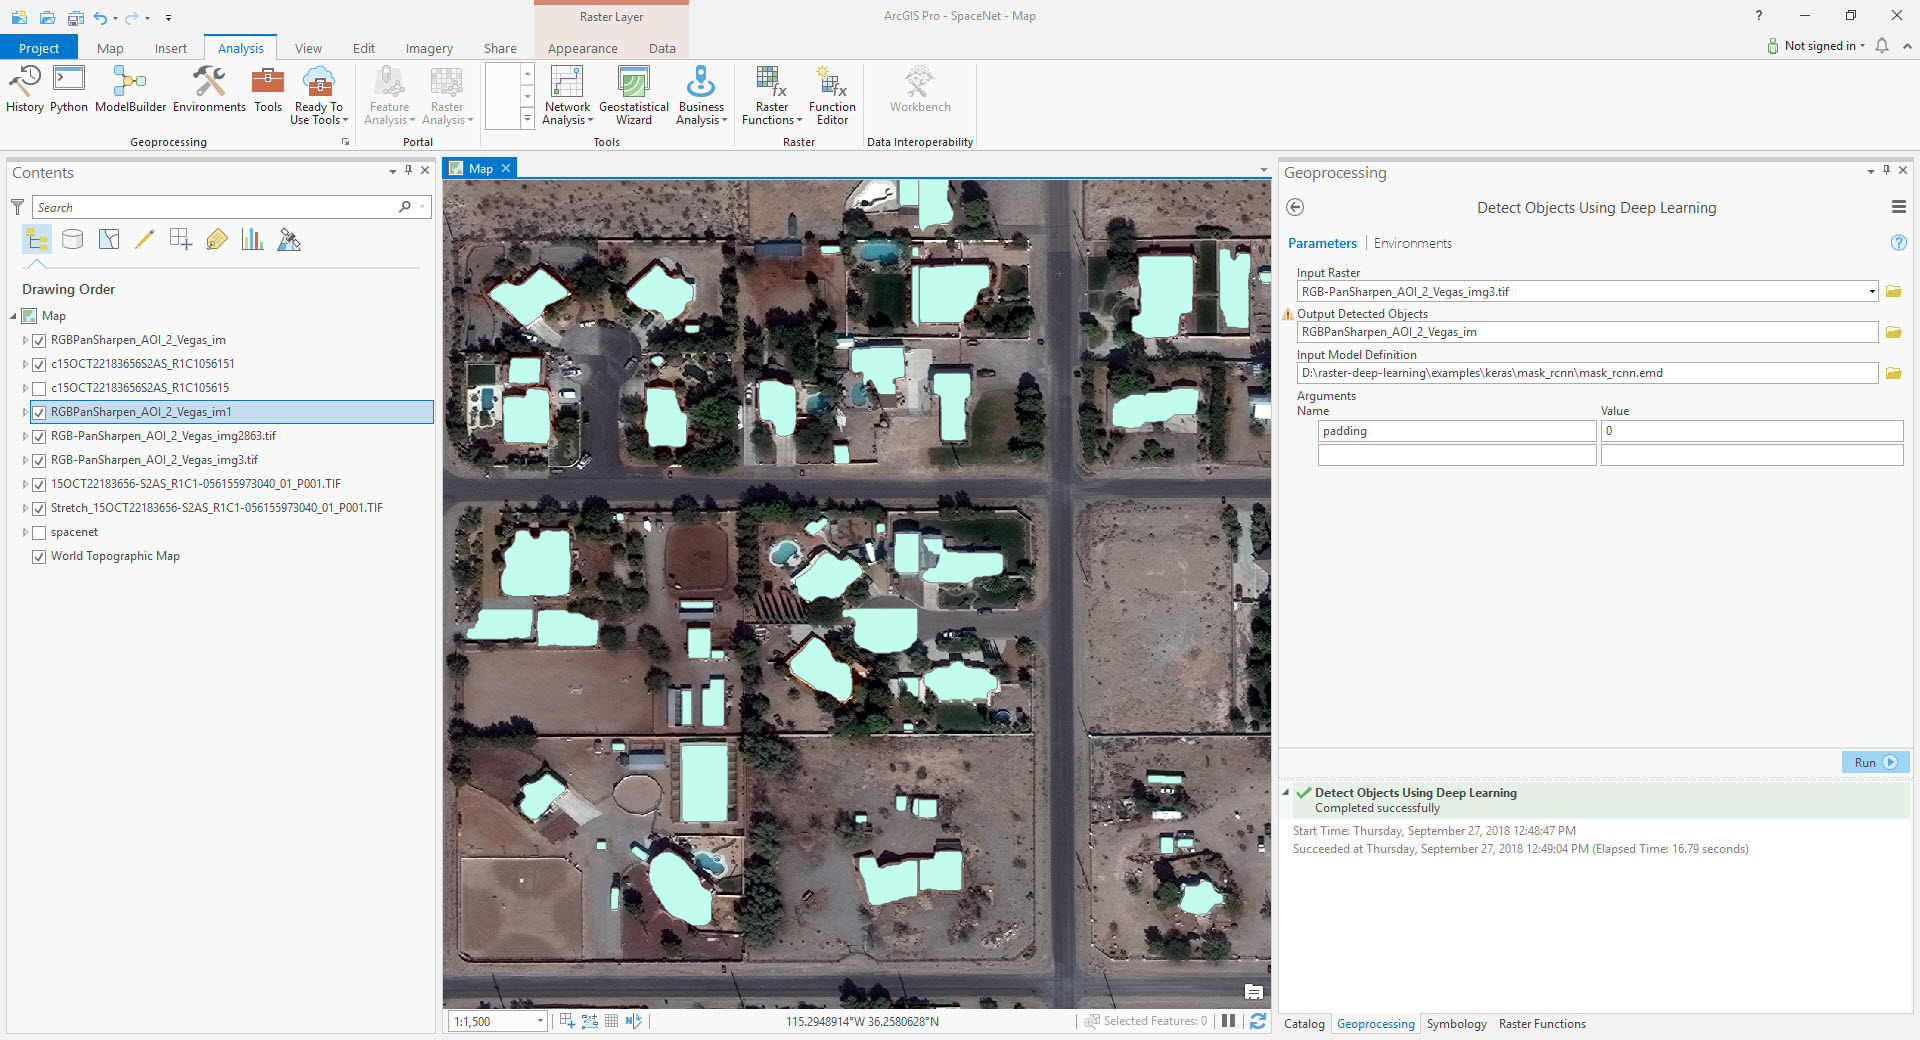 Raster Layer
ArcGIS Pro - SpaceNet - Map
?
Project
Map
Insert
Analysis
View
Edit
Imagery
Share
Appearance
Data
Not signed in
History
Python
ModelBuilder
Environments
Tools
Ready To
Use Tools
Feature
Analysis
Raster
Analysis
Network
Analysis
Geostatistical
Wizard
Business
Analysis
Raster
Functions
Function
Editor
Workbench
Geoprocessing
Portal
Tools
Raster
Data Interoperability
Contents
Search
Drawing Order
Map
RGBPanSharpen_AOI_2_Vegas_im
c15OCT22183656S2AS_R1C1056151
c15OCT22183656S2AS_R1C105615
RGBPanSharpen_AOI_2_Vegas_im1
RGB-PanSharpen_AOI_2_Vegas_img2863.tif
RGB-PanSharpen_AOI_2_Vegas_img3.tif
15OCT22183656-S2AS_R1C1-056155973040_01_P001.TIF
Stretch_15OCT22183656-S2AS_R1C1-056155973040_01_P001.TIF
spacenet
World Topographic Map
Map
1:1,500
115.2948914°W 36.2580628°N
Selected Features: 0
Geoprocessing
Detect Objects Using Deep Learning
Parameters
Environments
?
Input Raster
RGB-PanSharpen_AOI_2_Vegas_img3.tif
Output Detected Objects
RGBPanSharpen_AOI_2_Vegas_im
Input Model Definition
D:\raster-deep-learning\examples\keras\mask_rcnn\mask_rcnn.emd
Arguments
Name
Value
padding
0
Run
Detect Objects Using Deep Learning
Completed successfully
Start Time: Thursday, September 27, 2018 12:48:47 PM
Succeeded at Thursday, September 27, 2018 12:49:04 PM (Elapsed Time: 16.79 seconds)
Catalog
Geoprocessing
Symbology
Raster Functions